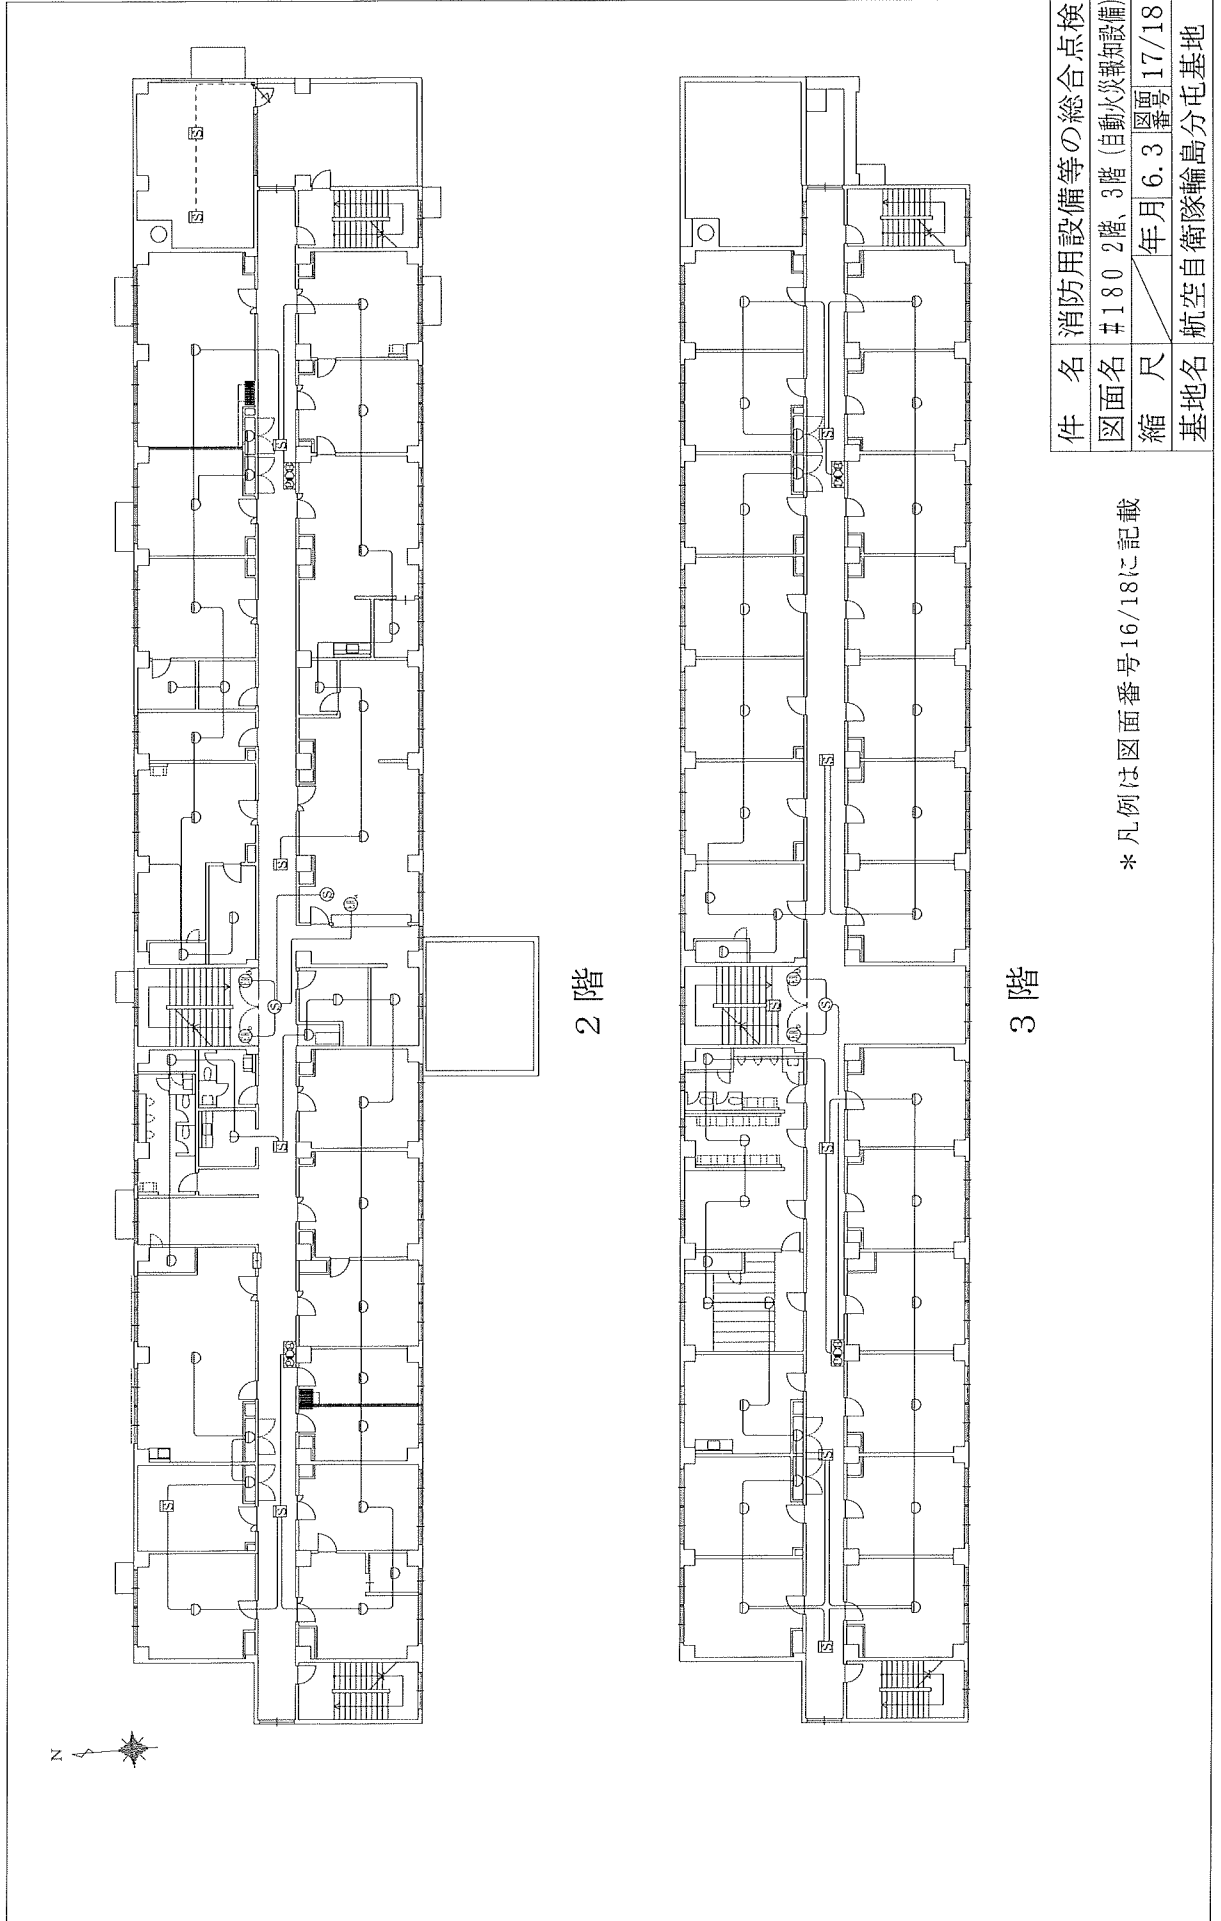 N
2階
3階
*凡例は図面番号16/18に記載
件 名 消防用設備等の総合点検
図面名 #180 2階、3階(自動火災報知設備)
縮 尺 年月 6.3 図面番号 17/18
基地名 航空自衛隊輪島分屯基地